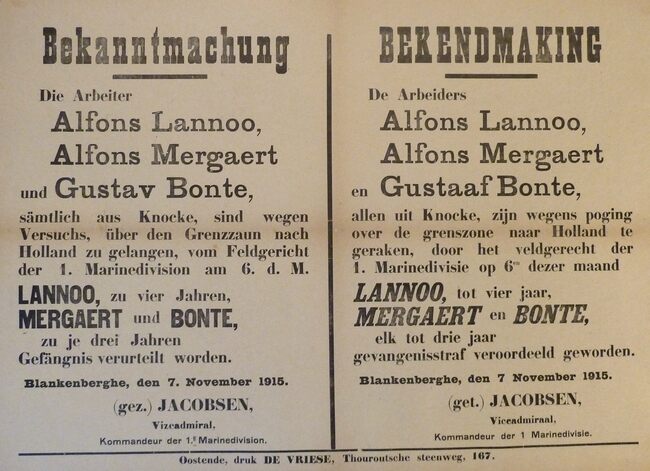 Bekanntmachung
Die Arbeiter
Alfons Lannoo,
Alfons Mergaert
und Gustav Bonte,
sämtlich aus Knocke, sind wegen
Versuchs, über den Grenzzaun nach
Holland zu gelangen, vom Feldgericht
der 1. Marinedivision am 6. d. M.
LANNOO, zu vier Jahren,
MERGAERT und BONTE,
zu je drei Jahren
Gefängnis verurteilt worden.
Blankenberghe, den 7. November 1915.
(gez.) JACOBSEN,
Vizeadmiral,
Kommandeur der 1. Marinedivision.
BEKENDMAKING
De Arbeiders
Alfons Lannoo,
Alfons Mergaert
en Gustaaf Bonte,
allen uit Knocke, zijn wegens poging
over de grenszone naar Holland te
geraken, door het veldgerecht der
1. Marinedivisie op 6en dezer maand
LANNOO, tot vier jaar,
MERGAERT en BONTE,
elk tot drie jaar
gevangenisstraf veroordeeld geworden.
Blankenberghe, den 7 November 1915.
(get.) JACOBSEN,
Viceadmiral,
Kommandeur der 1 Marinedivisie.
Oostende, druk DE VRIESE, Thouroutsche steenweg, 167.